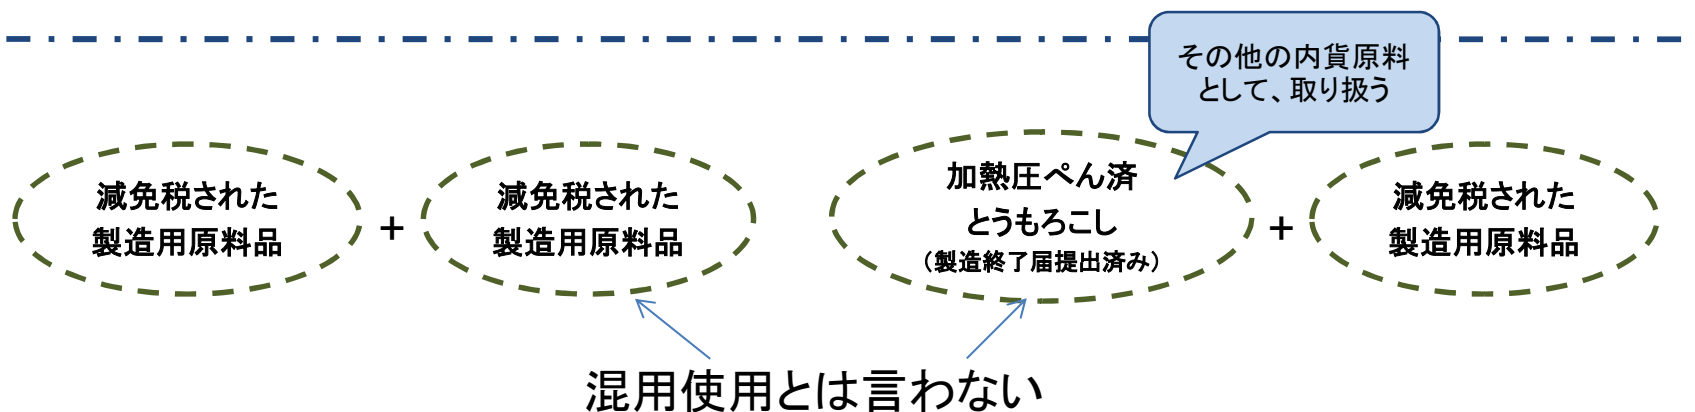 その他の内貨原料
として、取り扱う
減免税された
製造用原料品
+
減免税された
製造用原料品
加熱圧ぺん済
とうもろこし
（製造終了届提出済み）
+
減免税された
製造用原料品
混用使用とは言わない